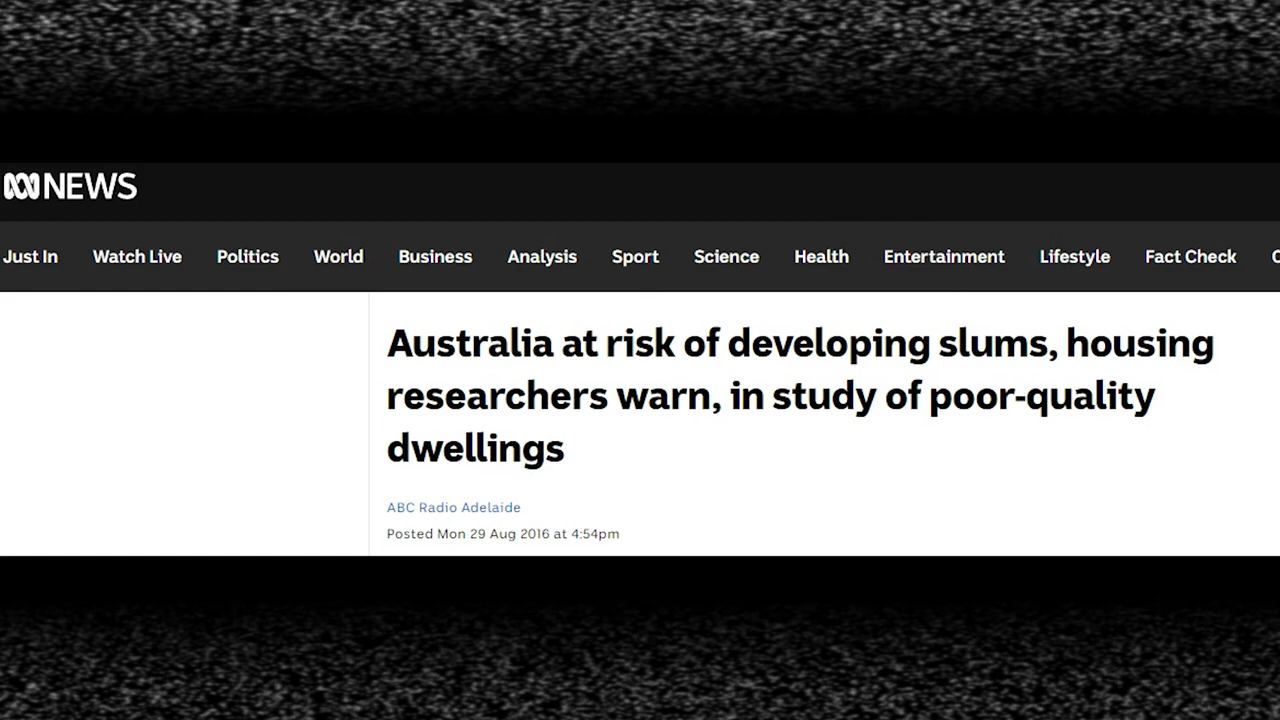 NEWS
Just In Watch Live Politics World Business Analysis Sport Science Health Entertainment Lifestyle Fact Check
Australia at risk of developing slums, housing
researchers warn, in study of poor-quality
dwellings
ABC Radio Adelaide
Posted Mon 29 Aug 2016 at 4:54pm